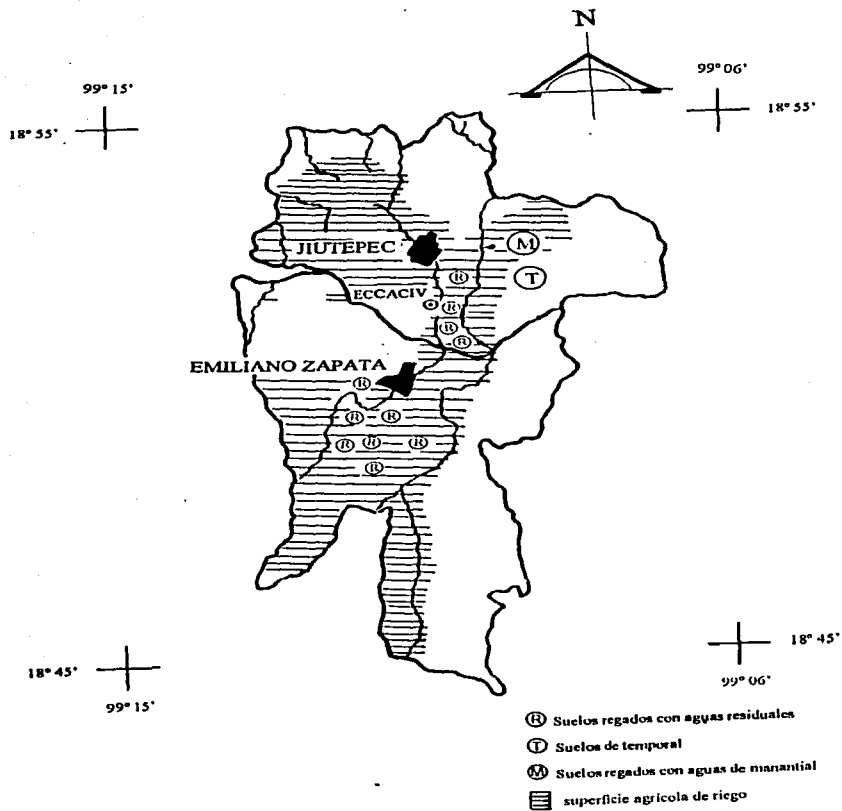 N
99° 06'
18° 55'
99° 15'
18° 55'
JIUTEPEC
M
T
R
ECCACIV
R
R
R
EMILIANO ZAPATA
R
R
R
R
R
R
R
18° 45'
99° 06'
18° 45'
99° 15'
R Suelos regados con aguas residuales
T Suelos de temporal
M Suelos regados con aguas de manantial
superficie agrícola de riego